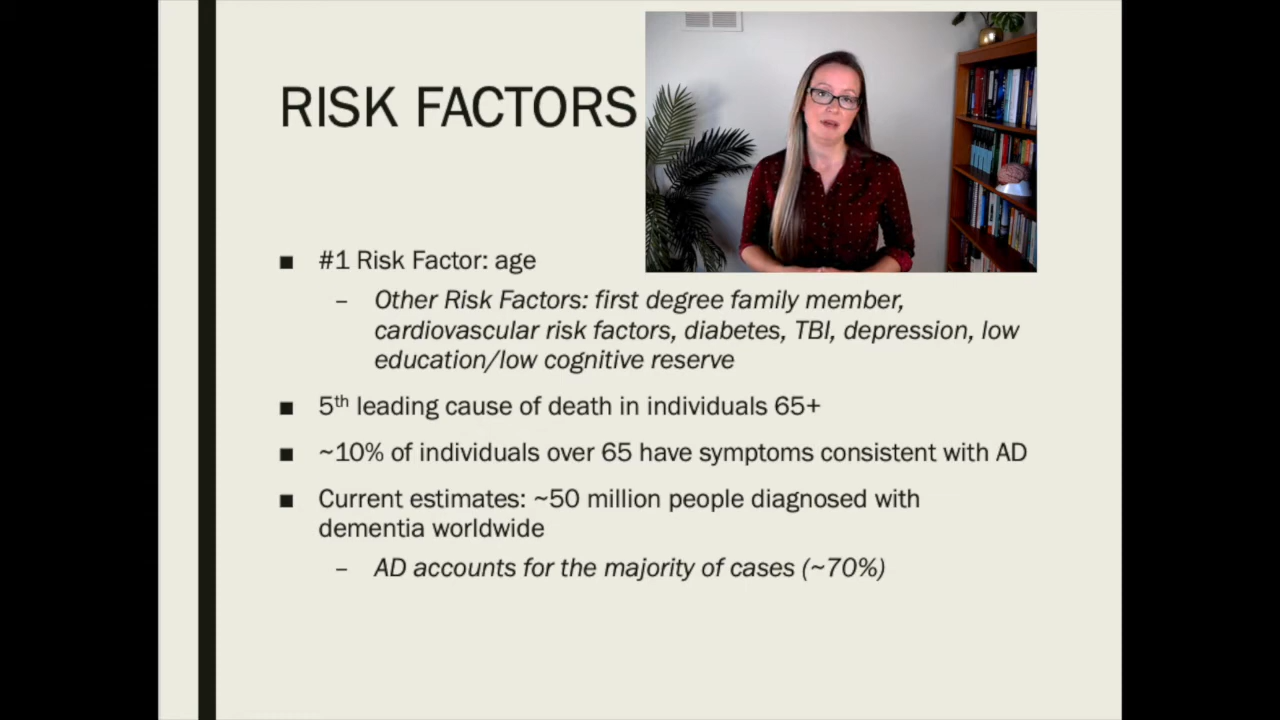 RISK FACTORS
■ #1 Risk Factor: age
– Other Risk Factors: first degree family member,
cardiovascular risk factors, diabetes, TBI, depression, low
education/low cognitive reserve
■ 5th leading cause of death in individuals 65+
■ ~10% of individuals over 65 have symptoms consistent with AD
■ Current estimates: ~50 million people diagnosed with
dementia worldwide
– AD accounts for the majority of cases (~70%)